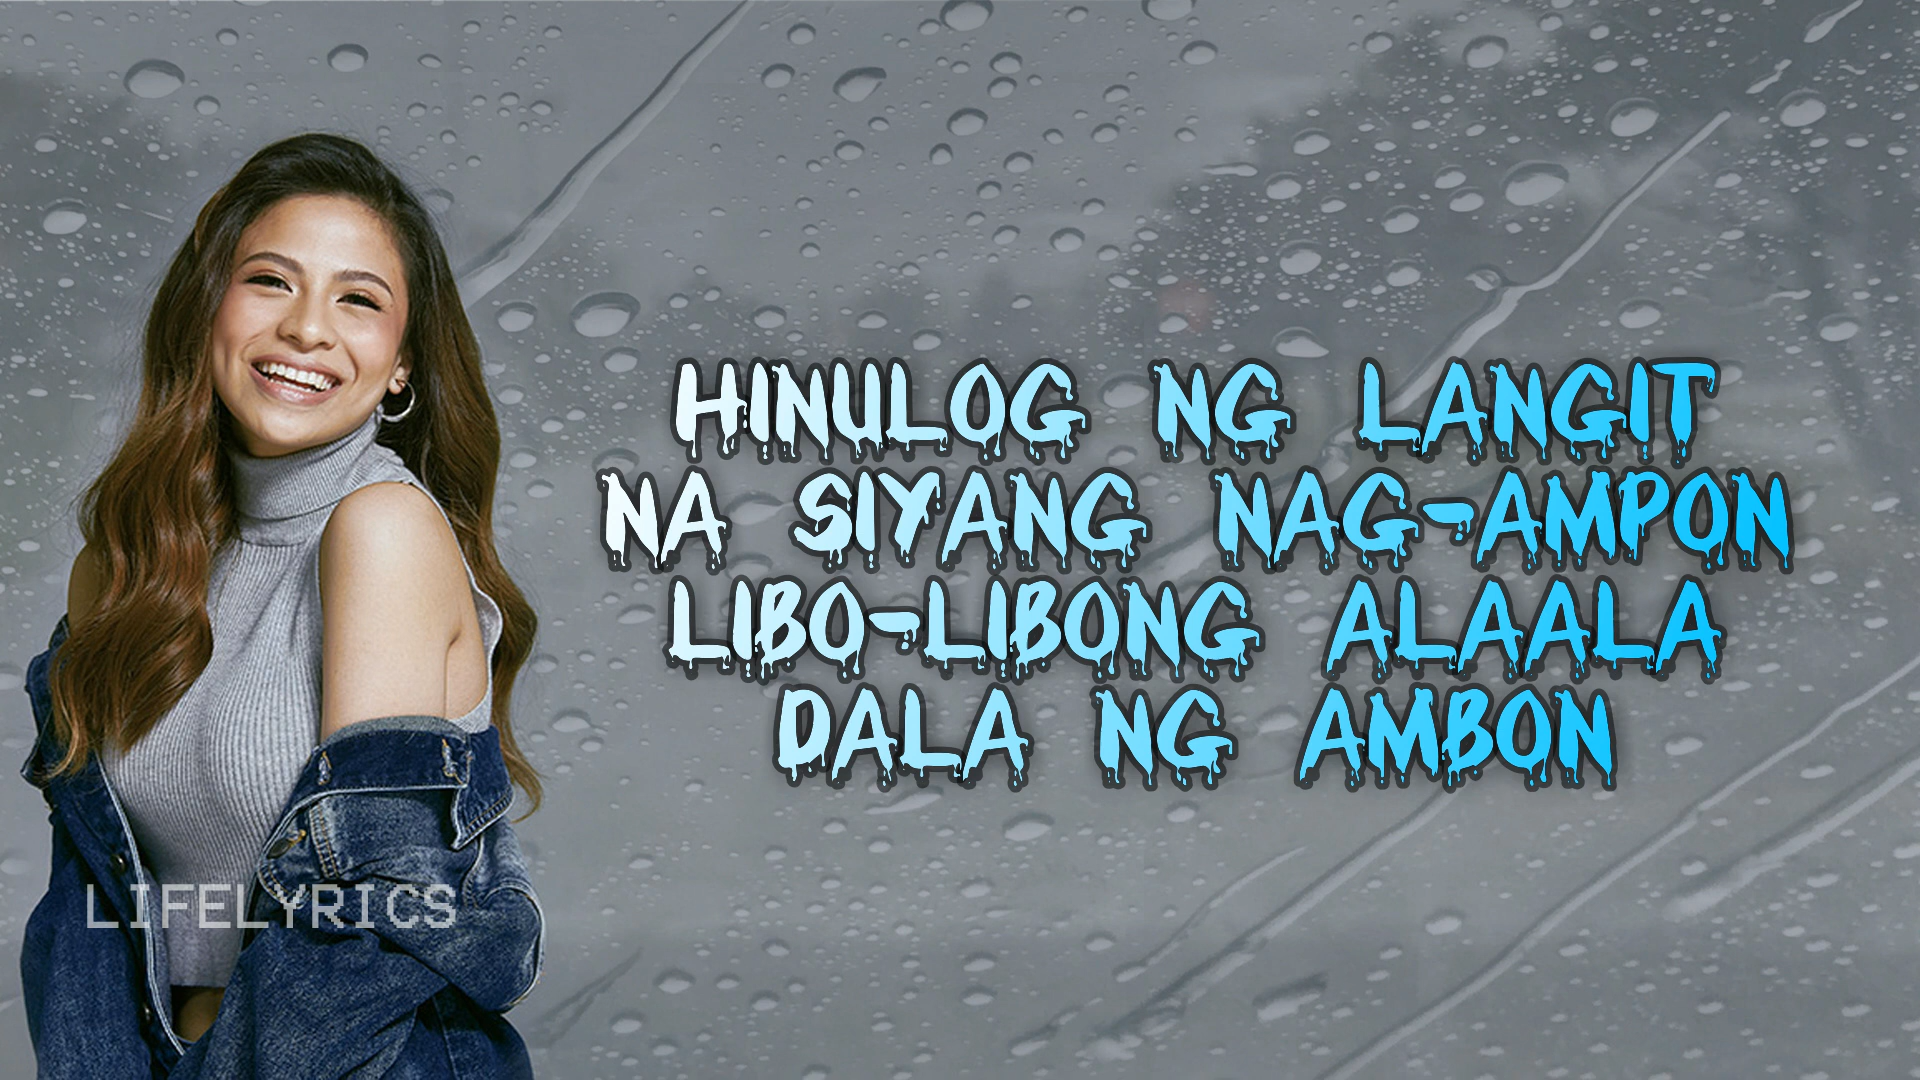 HINULOG NG LANGIT
NA SIYANG NAG-AMPON
LIBO-LIBONG ALAALA
DALA NG AMBON
LIFELYRICS